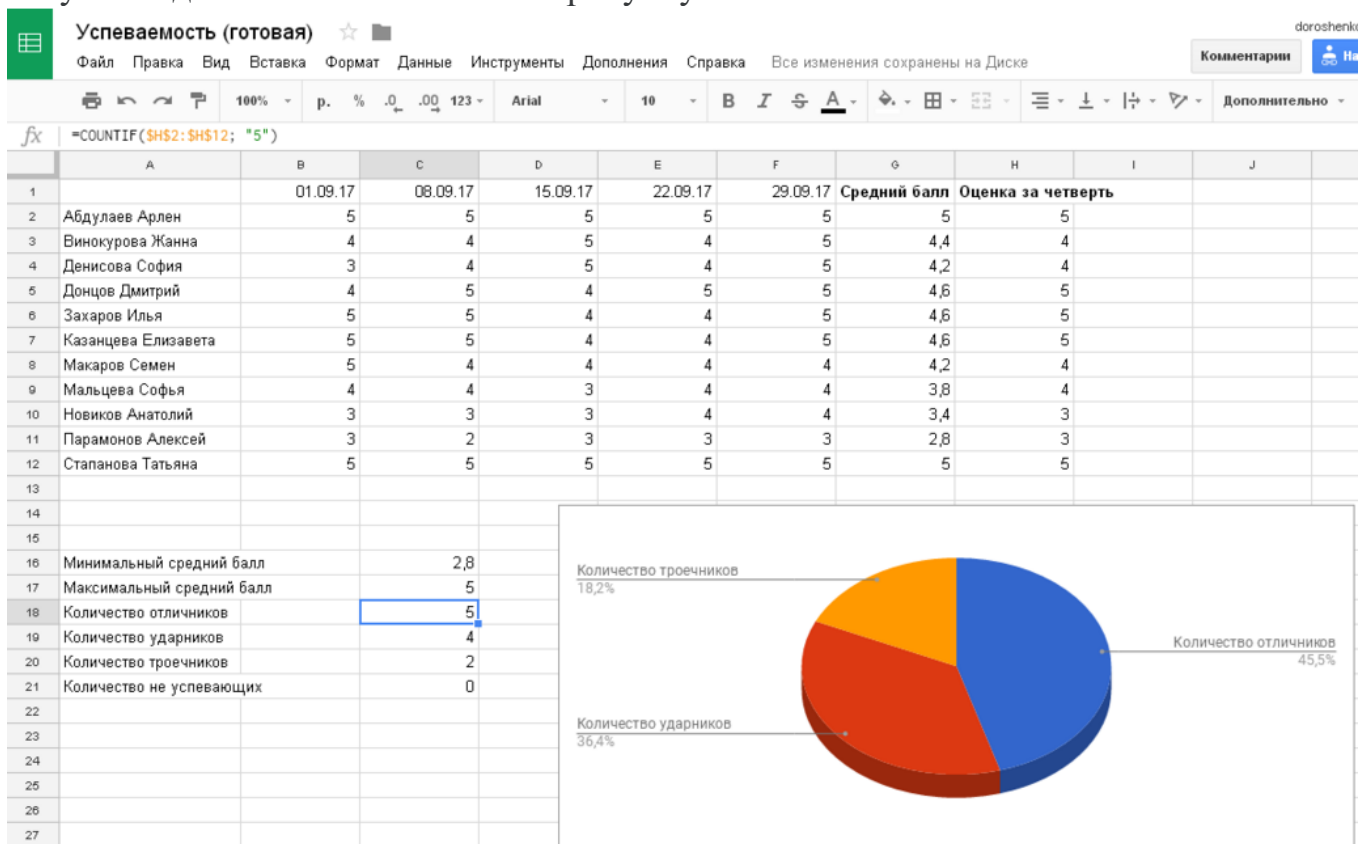 Успеваемость (готовая)
doroshenko
Файл Правка Вид Вставка Формат Данные Инструменты Дополнения Справка Все изменения сохранены на Диске
Комментарии На
100% р. % .0 .00 123 Arial 10 B I S A Дополнительно
fx =COUNTIF($H$2:$H$12; "5")
A B C D E F G H I J
1 01.09.17 08.09.17 15.09.17 22.09.17 29.09.17 Средний балл Оценка за четверть
2 Абдулаев Арлен 5 5 5 5 5 5 5
3 Винокурова Жанна 4 4 5 4 5 4,4 4
4 Денисова София 3 4 5 4 5 4,2 4
5 Донцов Дмитрий 4 5 4 5 5 4,6 5
6 Захаров Илья 5 5 4 4 5 4,6 5
7 Казанцева Елизавета 5 5 4 4 5 4,6 5
8 Макаров Семен 5 4 4 4 4 4,2 4
9 Мальцева Софья 4 4 3 4 4 3,8 4
10 Новиков Анатолий 3 3 3 4 4 3,4 3
11 Парамонов Алексей 3 2 3 3 3 2,8 3
12 Стапанова Татьяна 5 5 5 5 5 5 5
13
14
15
16 Минимальный средний балл 2,8
17 Максимальный средний балл 5
18 Количество отличников 5
19 Количество ударников 4
20 Количество троечников 2
21 Количество не успевающих 0
22
23
24
25
26
27
Количество троечников
18,2%
Количество отличников
45,5%
Количество ударников
36,4%